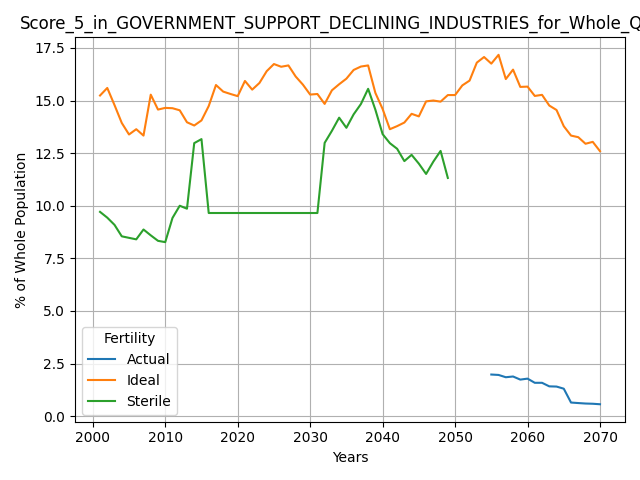 Score_5_in_GOVERNMENT_SUPPORT_DECLINING_INDUSTRIES_for_Whole_Q
17.5
15.0
12.5
10.0
7.5
5.0
2.5
0.0
% of Whole Population
Fertility
Actual
Ideal
Sterile
2000 2010 2020 2030 2040 2050 2060 2070
Years